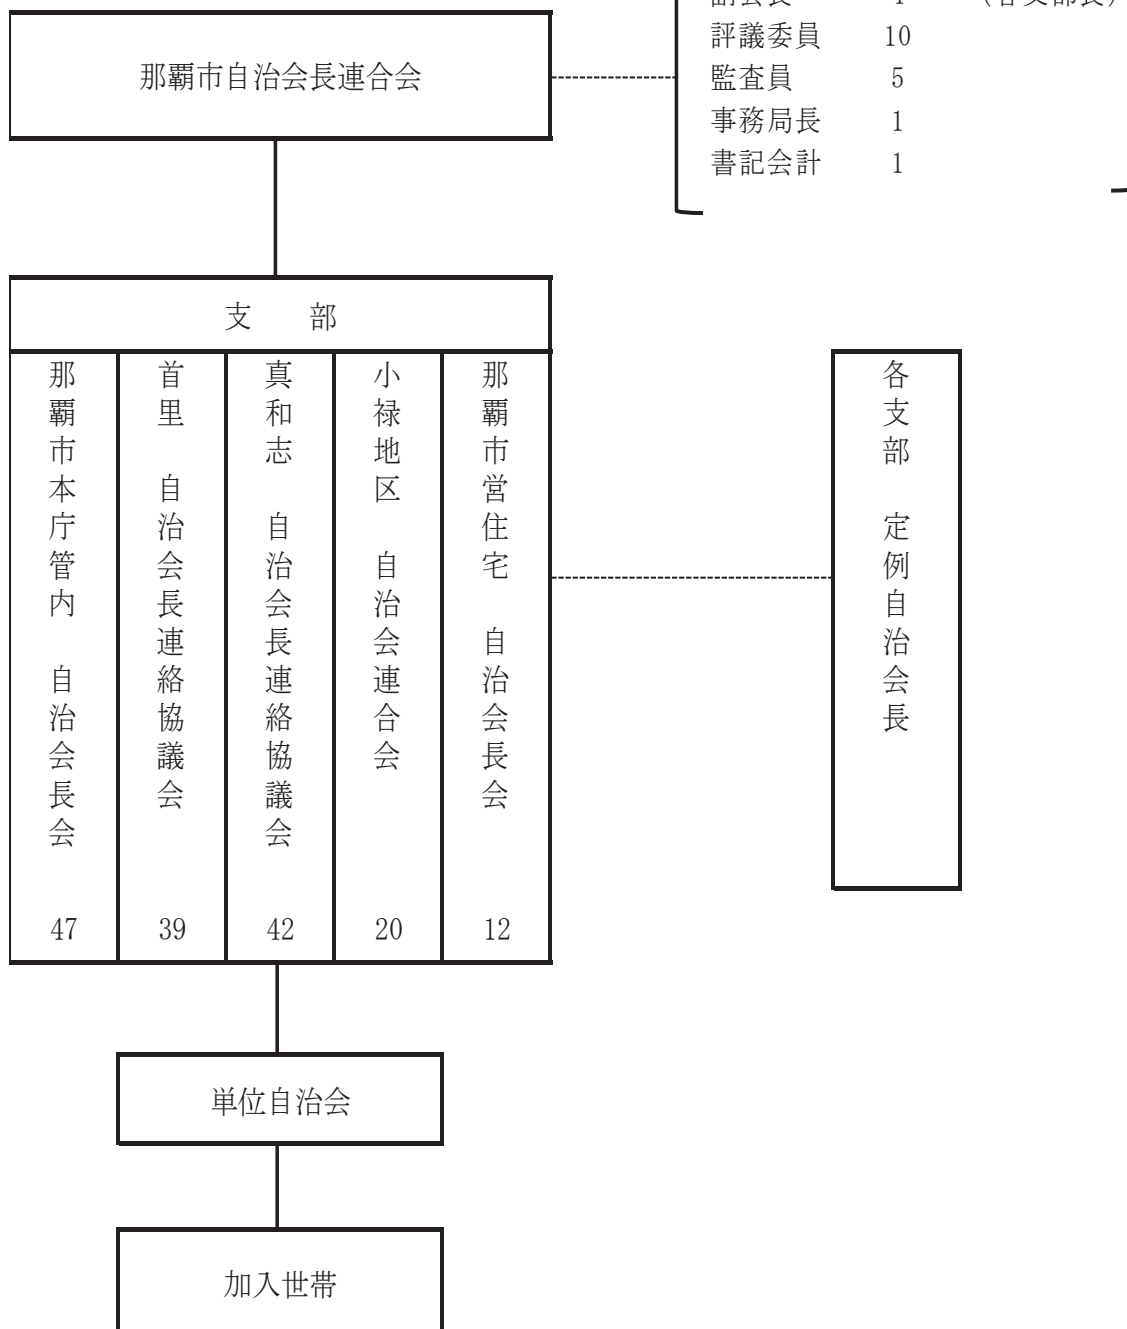 那覇市自治会長連合会
評議委員 10
監査員 5
事務局長 1
書記会計 1
支 部
那覇市本庁管内 自治会長会 47
首里 自治会長連絡協議会 39
真和志 自治会長連絡協議会 42
小禄地区 自治会連合会 20
那覇市営住宅 自治会長会 12
各支部 定例自治会長
単位自治会
加入世帯